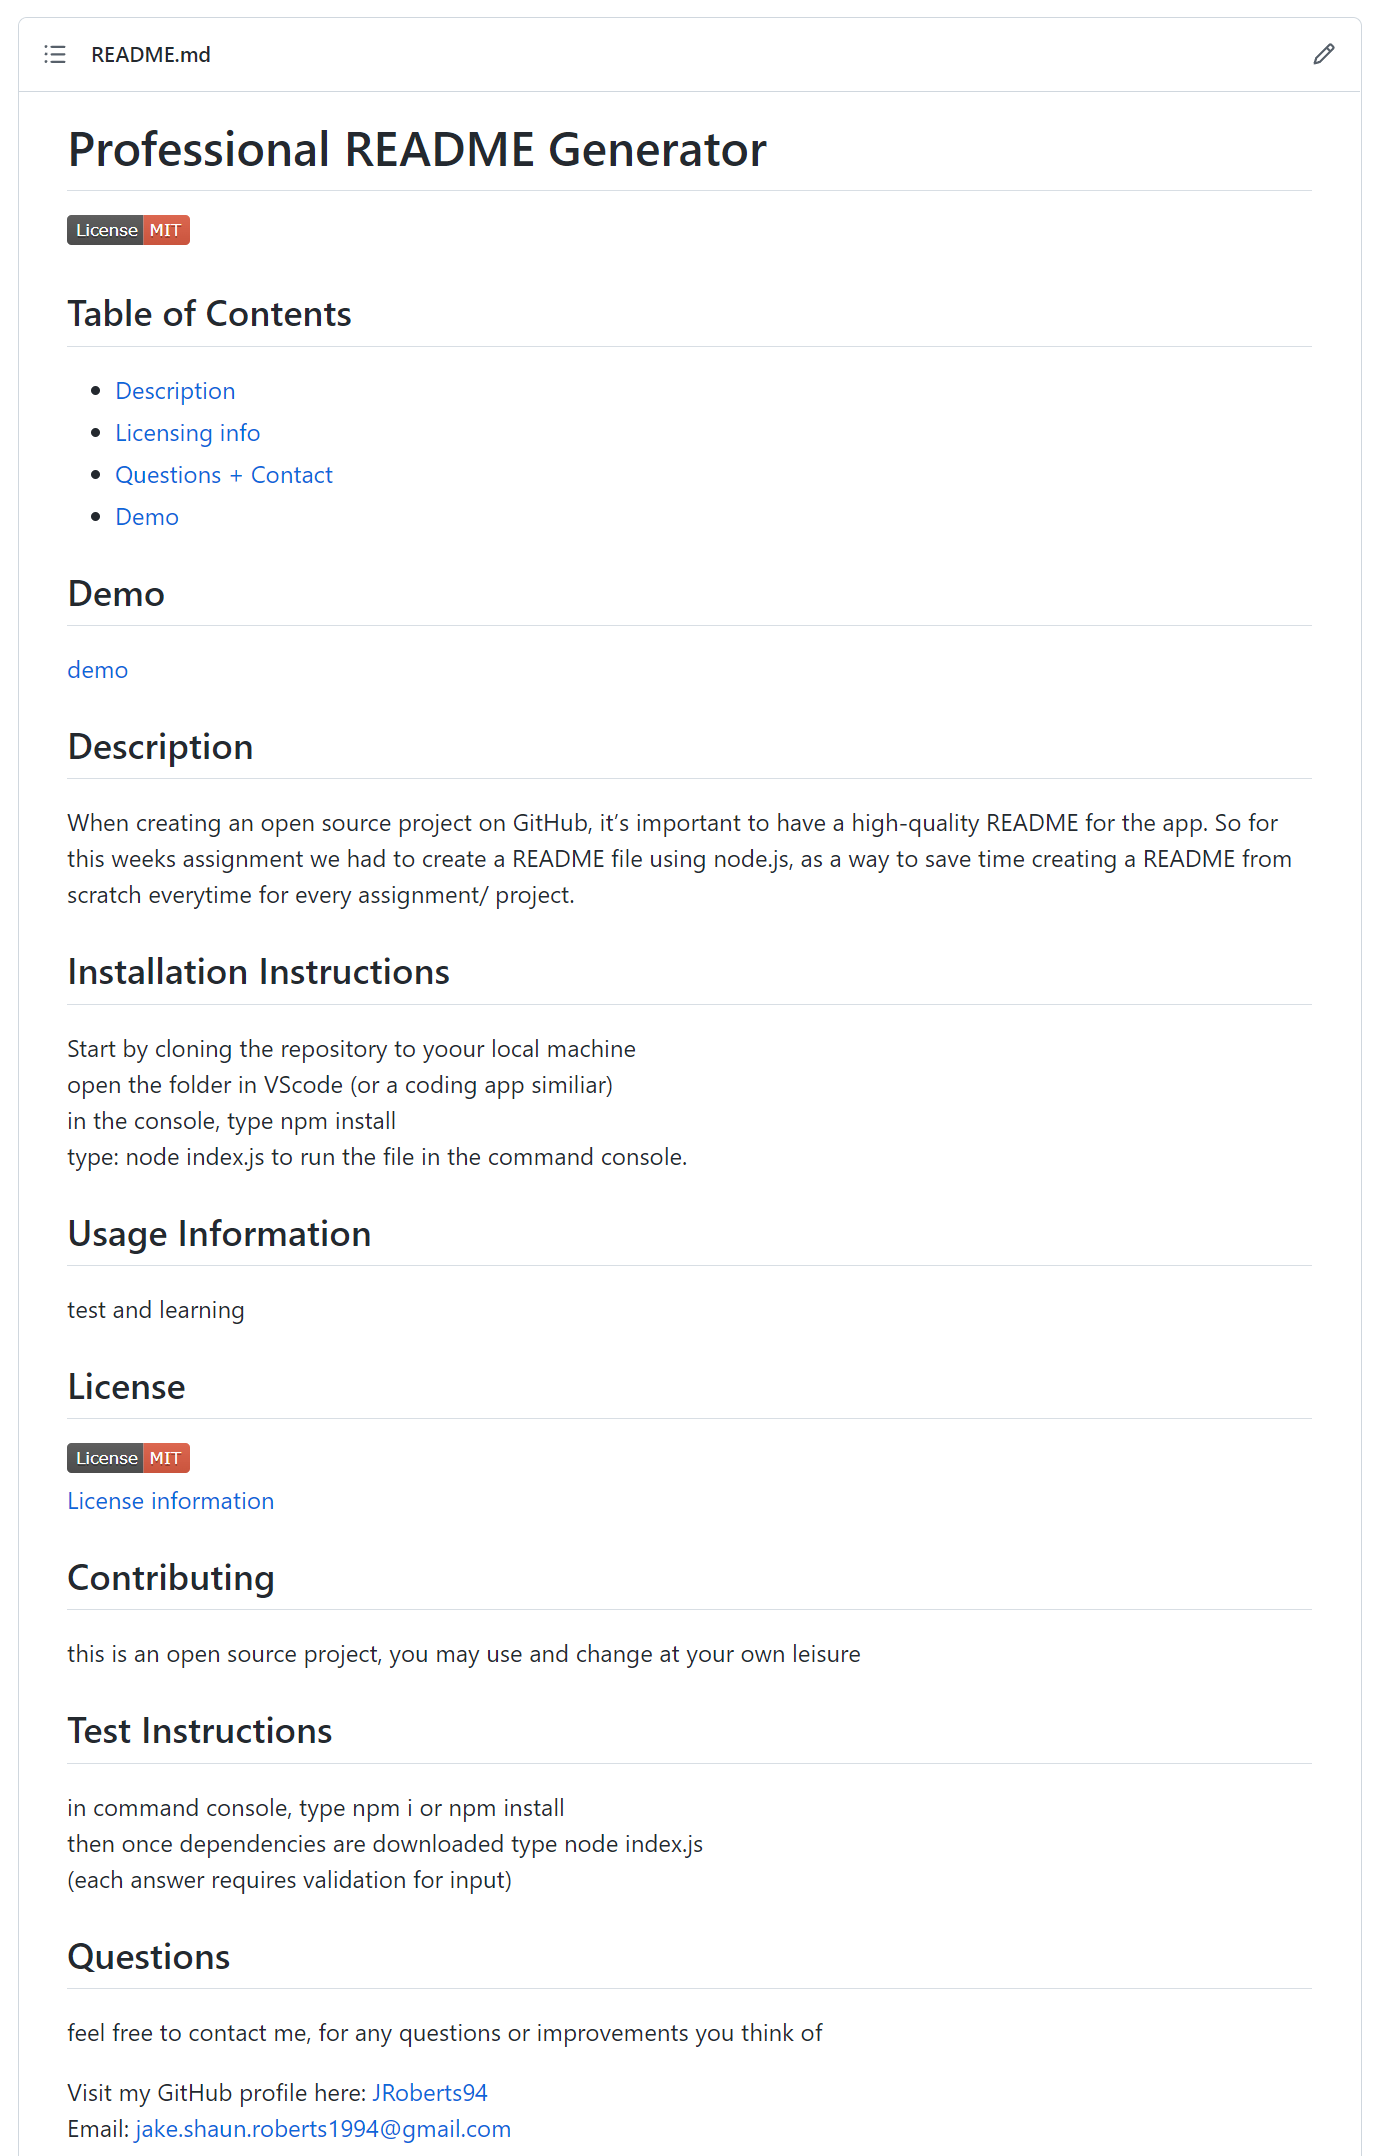 README.md
Professional README Generator
License MIT
Table of Contents
Description
Licensing info
Questions + Contact
Demo
Demo
demo
Description
When creating an open source project on GitHub, it’s important to have a high-quality README for the app. So for
this weeks assignment we had to create a README file using node.js, as a way to save time creating a README from
scratch everytime for every assignment/ project.
Installation Instructions
Start by cloning the repository to yoour local machine
open the folder in VScode (or a coding app similiar)
in the console, type npm install
type: node index.js to run the file in the command console.
Usage Information
test and learning
License
License MIT
License information
Contributing
this is an open source project, you may use and change at your own leisure
Test Instructions
in command console, type npm i or npm install
then once dependencies are downloaded type node index.js
(each answer requires validation for input)
Questions
feel free to contact me, for any questions or improvements you think of
Visit my GitHub profile here: JRoberts94
Email: jake.shaun.roberts1994@gmail.com